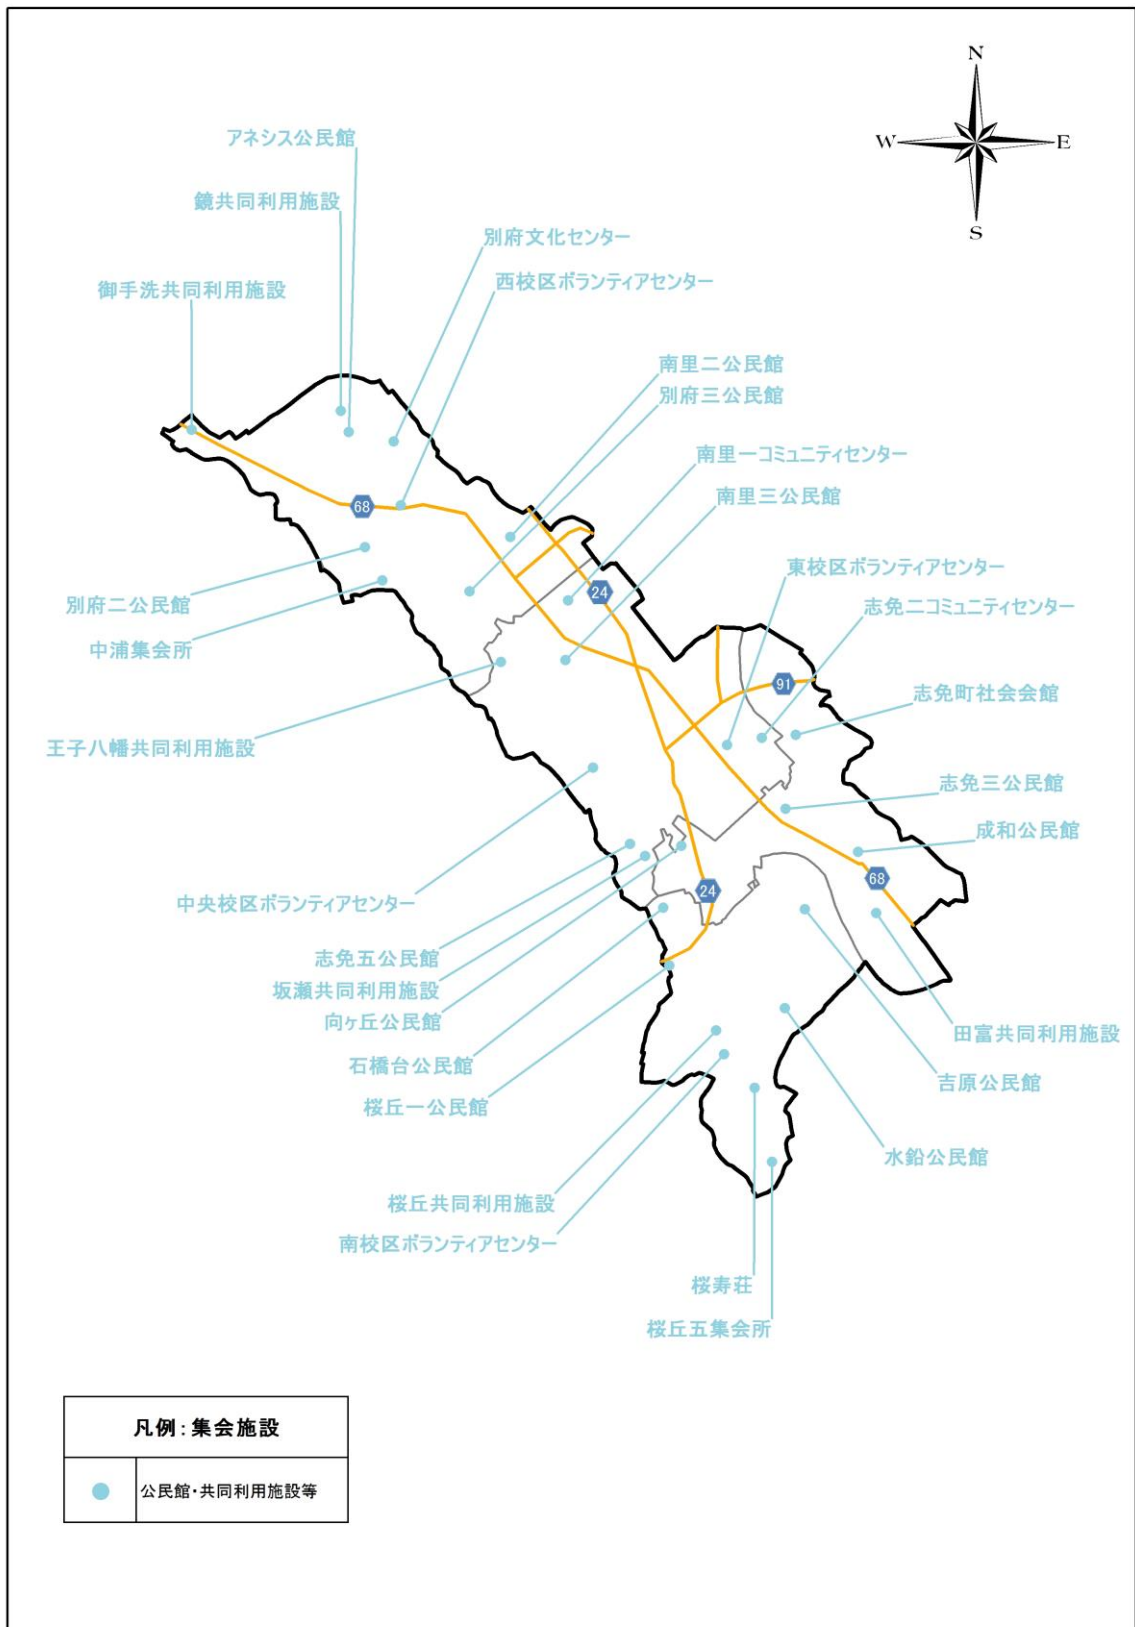 N
W
E
S
アネシス公民館
鏡共同利用施設
別府文化センター
西校区ボランティアセンター
御手洗共同利用施設
南里二公民館
別府三公民館
南里一コミュニティセンター
南里三公民館
68
東校区ボランティアセンター
24
別府二公民館
志免二コミュニティセンター
中浦集会所
91
志免町社会会館
王子八幡共同利用施設
志免三公民館
成和公民館
68
24
中央校区ボランティアセンター
志免五公民館
坂瀬共同利用施設
向ヶ丘公民館
田富共同利用施設
石橋台公民館
吉原公民館
桜丘一公民館
水鉛公民館
桜丘共同利用施設
南校区ボランティアセンター
桜寿荘
桜丘五集会所
凡例:集会施設
公民館・共同利用施設等